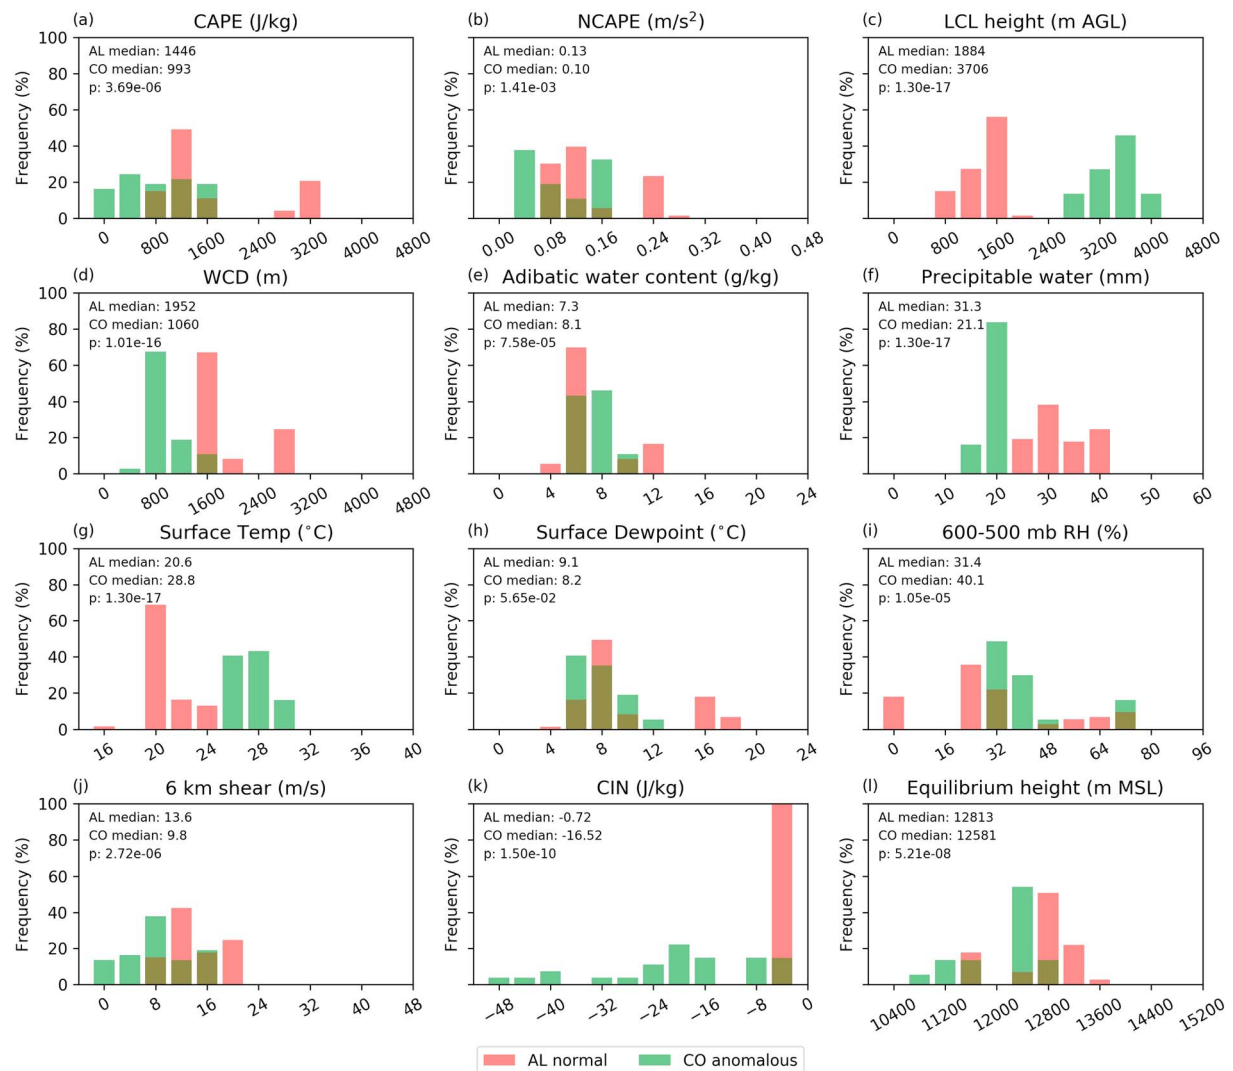 (a) CAPE (J/kg)
AL median: 1446
CO median: 993
p: 3.69e-06
Frequency (%)
100
80
60
40
20
0
0 800 1600 2400 3200 4000 4800
(b) NCAPE (m/s²)
AL median: 0.13
CO median: 0.10
p: 1.41e-03
Frequency (%)
0.00 0.08 0.16 0.24 0.32 0.40 0.48
(c) LCL height (m AGL)
AL median: 1884
CO median: 3706
p: 1.30e-17
Frequency (%)
0 800 1600 2400 3200 4000 4800
(d) WCD (m)
AL median: 1952
CO median: 1060
p: 1.01e-16
Frequency (%)
100
80
60
40
20
0
0 800 1600 2400 3200 4000 4800
(e) Adibatic water content (g/kg)
AL median: 7.3
CO median: 8.1
p: 7.58e-05
Frequency (%)
0 4 8 12 16 20 24
(f) Precipitable water (mm)
AL median: 31.3
CO median: 21.1
p: 1.30e-17
Frequency (%)
0 10 20 30 40 50 60
(g) Surface Temp (°C)
AL median: 20.6
CO median: 28.8
p: 1.30e-17
Frequency (%)
100
80
60
40
20
0
16 20 24 28 32 36 40
(h) Surface Dewpoint (°C)
AL median: 9.1
CO median: 8.2
p: 5.65e-02
Frequency (%)
0 4 8 12 16 20 24
(i) 600-500 mb RH (%)
AL median: 31.4
CO median: 40.1
p: 1.05e-05
Frequency (%)
0 16 32 48 64 80 96
(j) 6 km shear (m/s)
AL median: 13.6
CO median: 9.8
p: 2.72e-06
Frequency (%)
100
80
60
40
20
0
0 8 16 24 32 40 48
(k) CIN (J/kg)
AL median: -0.72
CO median: -16.52
p: 1.50e-10
Frequency (%)
−48 −40 −32 −24 −16 −8 0
(l) Equilibrium height (m MSL)
AL median: 12813
CO median: 12581
p: 5.21e-08
Frequency (%)
10400 11200 12000 12800 13600 14400 15200
AL normal CO anomalous